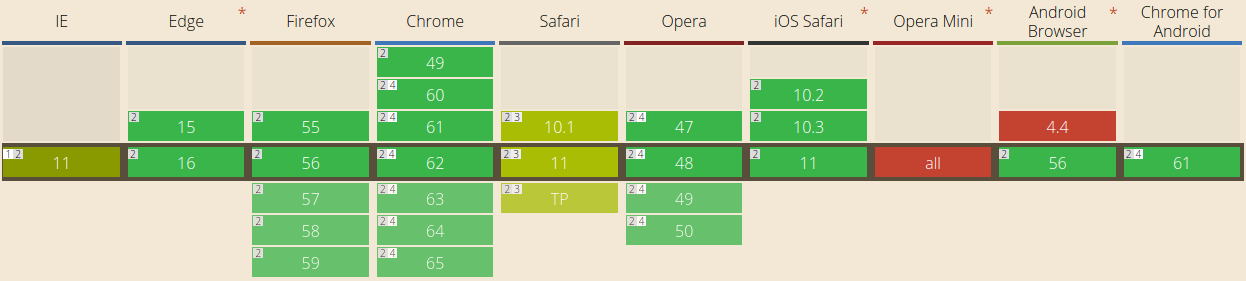 IE Edge * Firefox Chrome Safari Opera iOS Safari * Opera Mini * Android Browser * Chrome for Android
2 49
2 4 60 2 10.2
2 15 2 55 2 4 61 2 3 10.1 2 4 47 2 10.3 4.4
1 2 11 2 16 2 56 2 4 62 2 3 11 2 4 48 2 11 all 2 56 2 4 61
2 57 2 4 63 2 3 TP 2 4 49
2 58 2 4 64 2 4 50
2 59 2 4 65